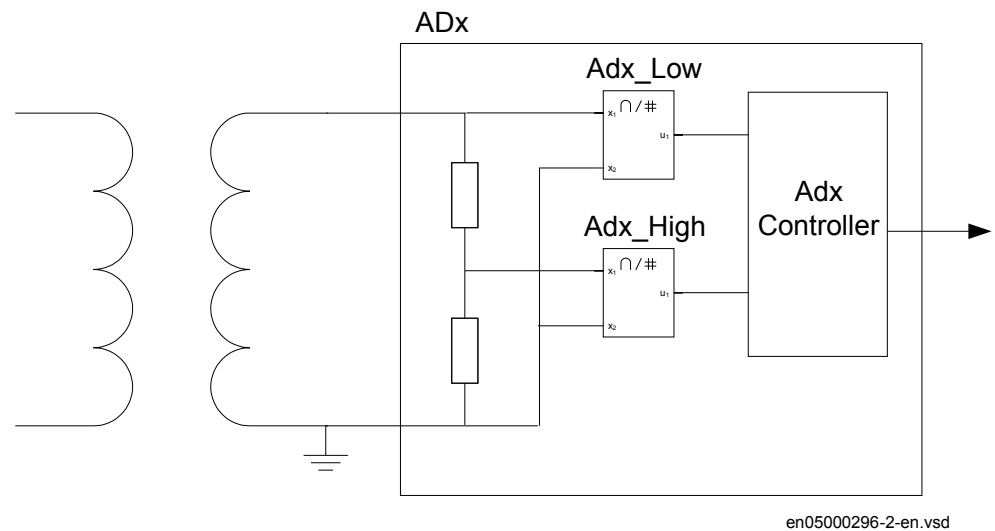 ADx
Adx_Low
x₁ ∩/#
u₁
x₂
Adx_High
x₁ ∩/#
u₁
x₂
Adx
Controller
en05000296-2-en.vsd